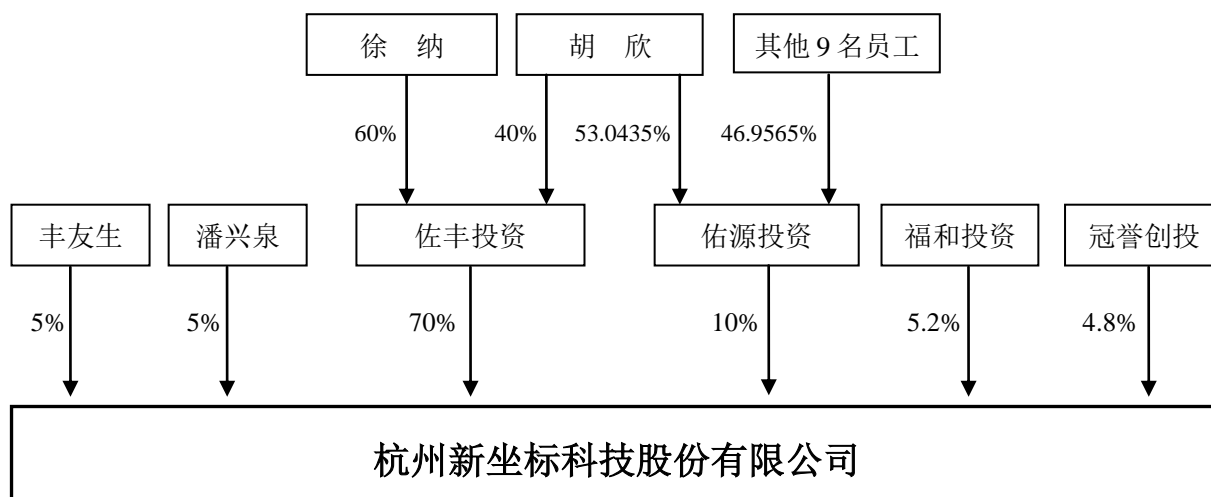 徐 纳 胡 欣 其他 9 名员工
60% 40% 53.0435% 46.9565%
丰友生 潘兴泉 佐丰投资 佑源投资 福和投资 冠誉创投
5% 5% 70% 10% 5.2% 4.8%
杭州新坐标科技股份有限公司